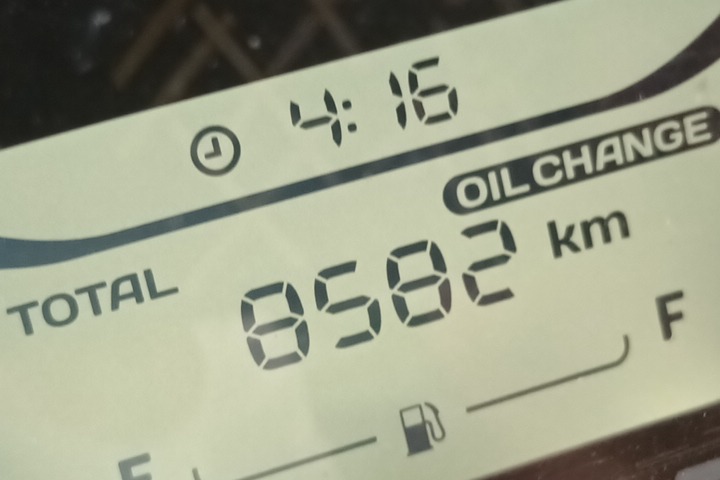 4:16
OIL CHANGE
TOTAL 8582 km
F
E